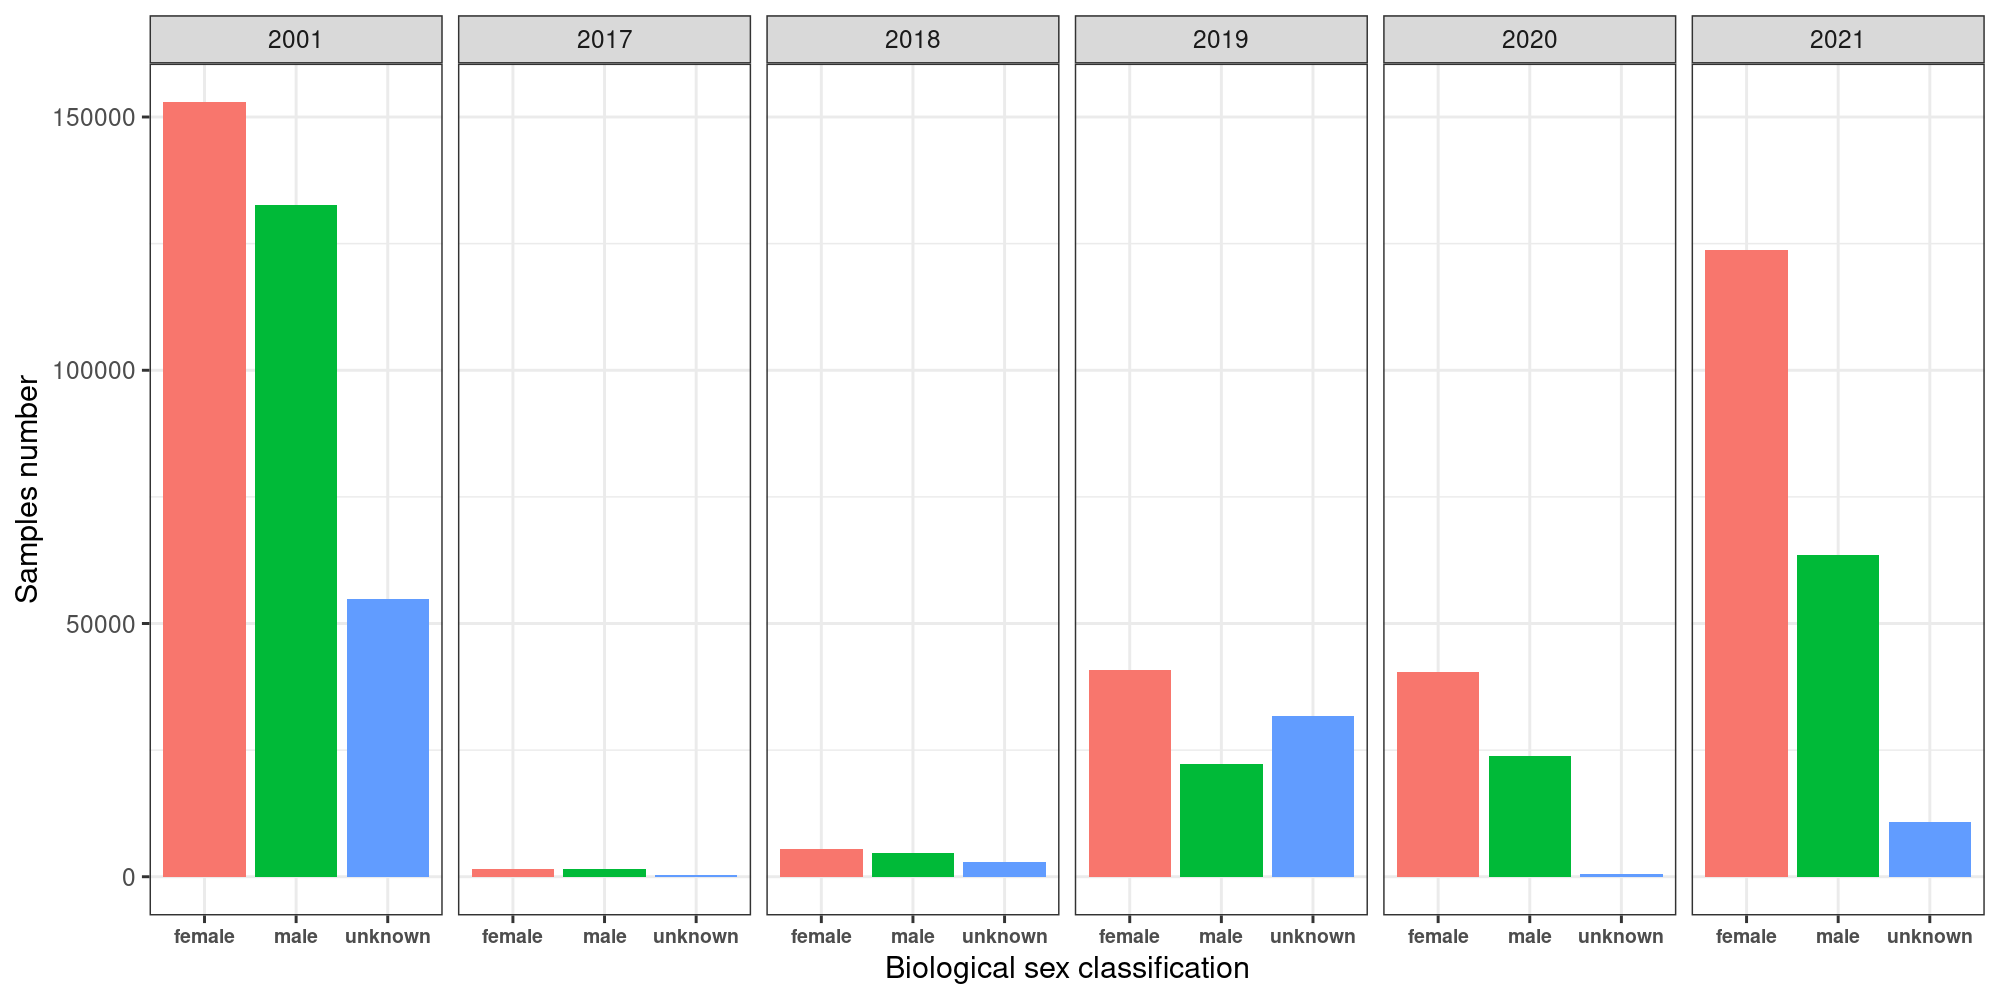 2001 2017 2018 2019 2020 2021
150000
100000
50000
0
Samples number
female male unknown female male unknown female male unknown female male unknown female male unknown female male unknown
Biological sex classification